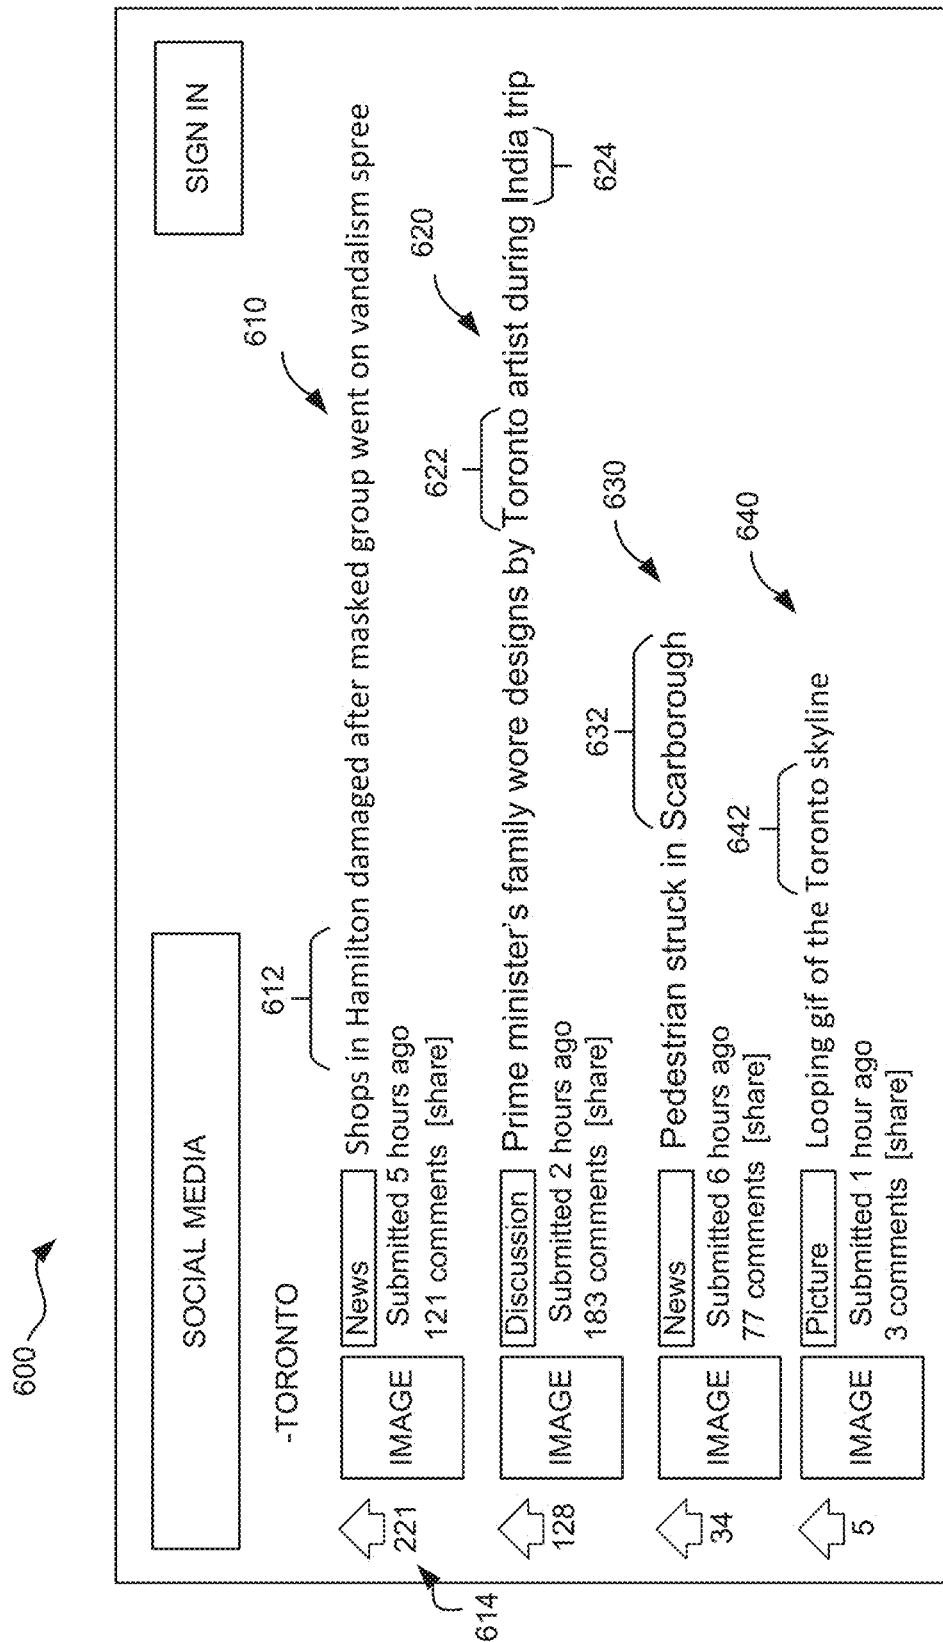 600
SOCIAL MEDIA
SIGN IN
-TORONTO
612
610
221
614
IMAGE
News
Shops in Hamilton damaged after masked group went on vandalism spree
Submitted 5 hours ago
121 comments [share]
622
620
128
IMAGE
Discussion
Prime minister's family wore designs by Toronto artist during India trip
624
Submitted 2 hours ago
183 comments [share]
632
630
34
IMAGE
News
Pedestrian struck in Scarborough
Submitted 6 hours ago
77 comments [share]
642
640
5
IMAGE
Picture
Looping gif of the Toronto skyline
Submitted 1 hour ago
3 comments [share]